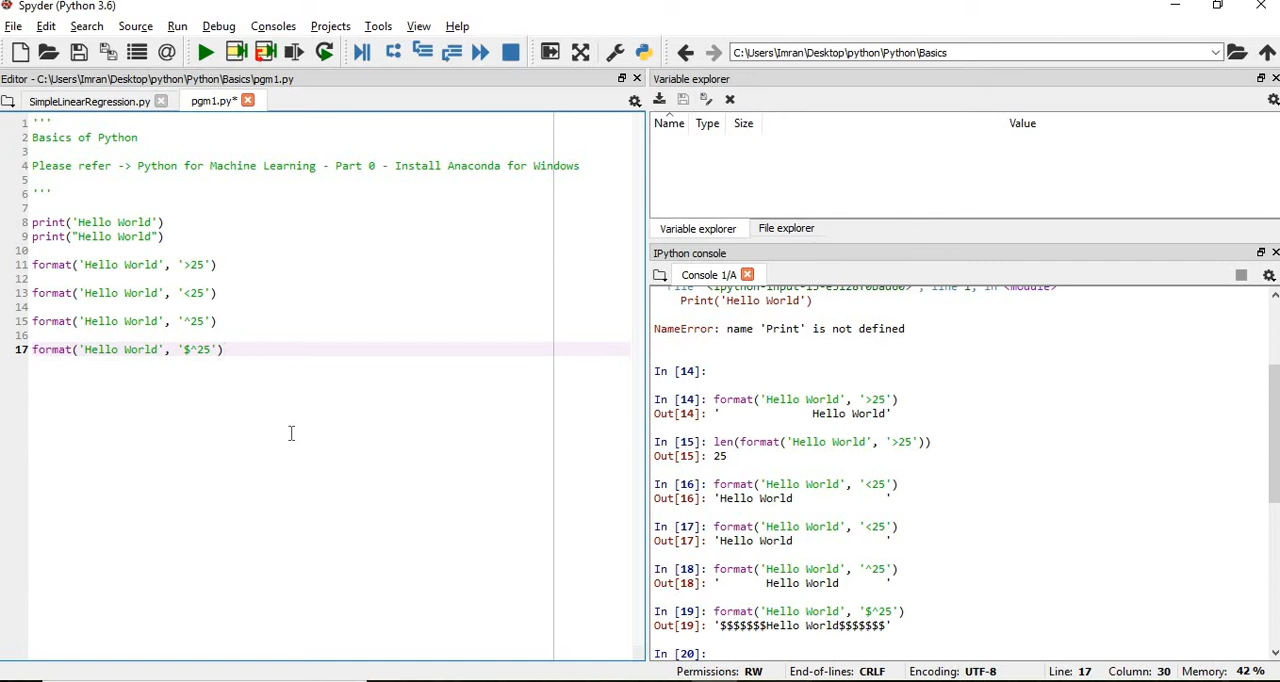 Spyder (Python 3.6)
File Edit Search Source Run Debug Consoles Projects Tools View Help
C:\Users\Imran\Desktop\python\Python\Basics
Editor - C:\Users\Imran\Desktop\python\Python\Basics\pgm1.py
SimpleLinearRegression.py pgm1.py*
1 '''
2 Basics of Python
3
4 Please refer -> Python for Machine Learning - Part 0 - Install Anaconda for Windows
5
6 '''
7
8 print('Hello World')
9 print("Hello World")
10
11 format('Hello World', '>25')
12
13 format('Hello World', '<25')
14
15 format('Hello World', '^25')
16
17 format('Hello World', '$^25')
Variable explorer
Name Type Size Value
Variable explorer File explorer
IPython console
Console 1/A
Print('Hello World')
NameError: name 'Print' is not defined
In [14]:
In [14]: format('Hello World', '>25')
Out[14]: '              Hello World'
In [15]: len(format('Hello World', '>25'))
Out[15]: 25
In [16]: format('Hello World', '<25')
Out[16]: 'Hello World              '
In [17]: format('Hello World', '<25')
Out[17]: 'Hello World              '
In [18]: format('Hello World', '^25')
Out[18]: '       Hello World       '
In [19]: format('Hello World', '$^25')
Out[19]: '$$$$$$$Hello World$$$$$$$'
In [20]:
Permissions: RW End-of-lines: CRLF Encoding: UTF-8 Line: 17 Column: 30 Memory: 42 %